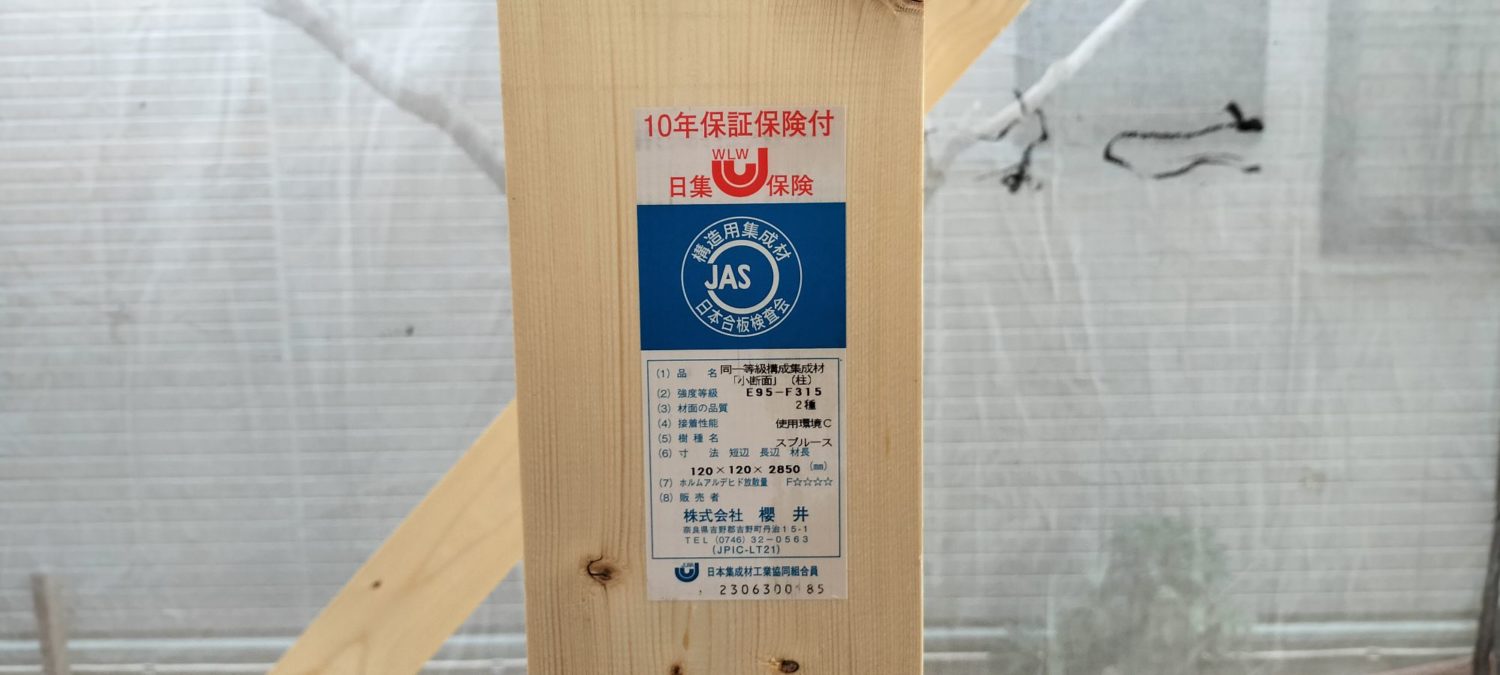 10年保証保険付
WLW
日集 保険
構造用集成材
JAS
日本合板検査会
(1) 品 名 同一等級構成集成材
「小断面」(柱)
(2) 強度等級 E95-F315
(3) 材面の品質 2種
(4) 接着性能 使用環境C
(5) 樹種名 スプルース
(6) 寸 法 短辺 長辺 材長
120×120×2850 (mm)
(7) ホルムアルデヒド放散量 F☆☆☆☆
(8) 販売者
株式会社 櫻井
奈良県吉野郡吉野町丹治15-1
TEL (0746) 32-0563
(JPIC-LT21)
日本集成材工業協同組合員